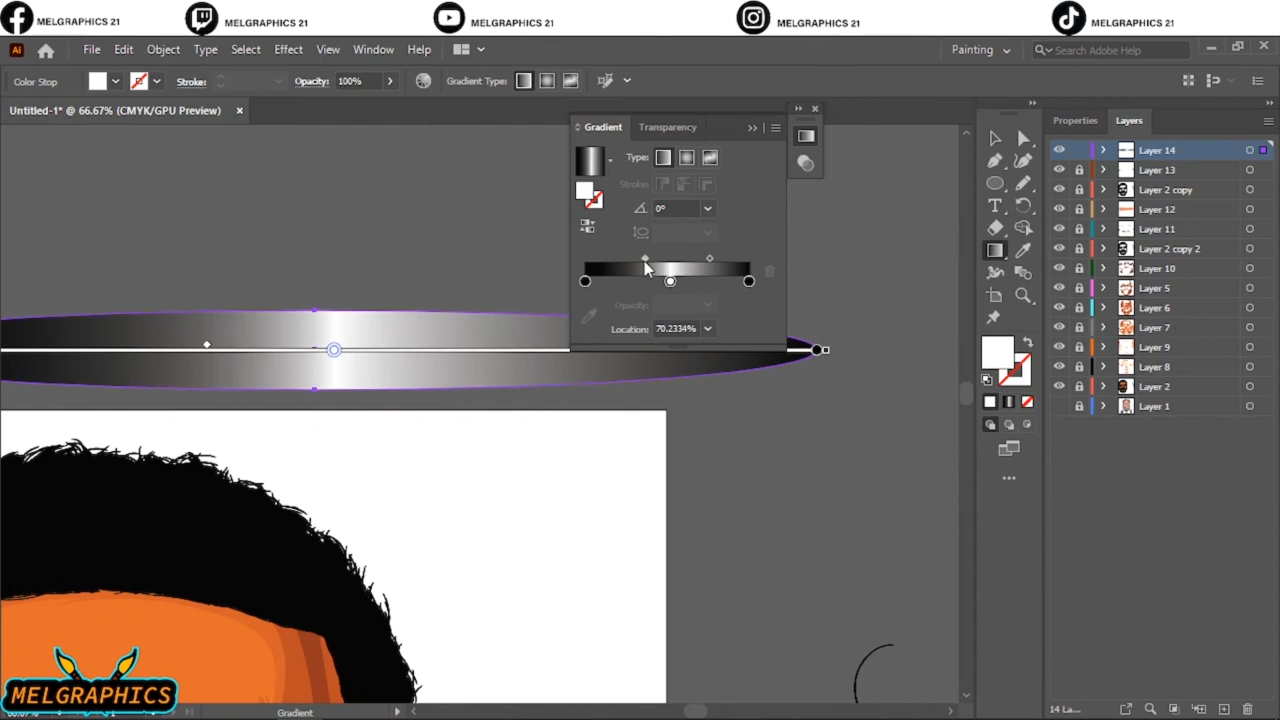 MELGRAPHICS 21 MELGRAPHICS 21 MELGRAPHICS 21 MELGRAPHICS 21 MELGRAPHICS 21
Ai File Edit Object Type Select Effect View Window Help Painting Search Adobe Help
Color Stop Stroke: Opacity: 100% Gradient Type:
Untitled-1* @ 66.67% (CMYK/GPU Preview)
Gradient Transparency
Type:
Stroke:
0°
Opacity:
Location: 70.2334%
Properties Layers
Layer 14
Layer 13
Layer 2 copy
Layer 12
Layer 11
Layer 2 copy 2
Layer 10
Layer 5
Layer 6
Layer 7
Layer 9
Layer 8
Layer 2
Layer 1
MELGRAPHICS
Gradient
14 La...